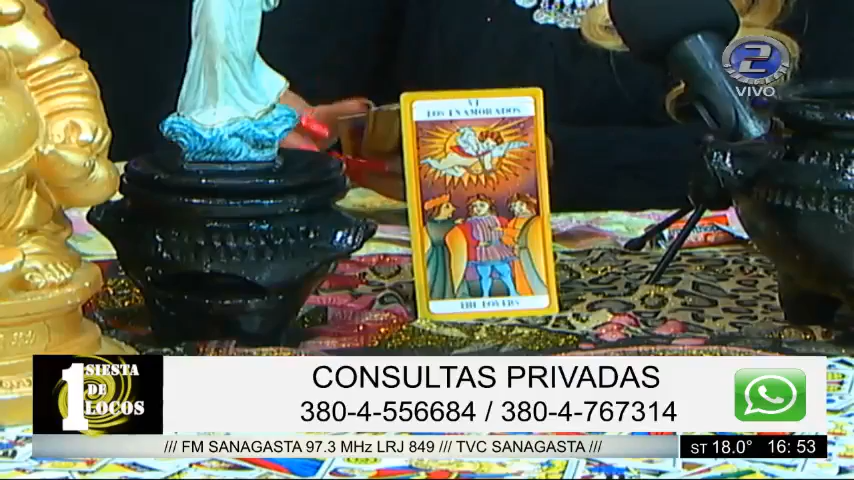 2
VIVO
VI
LOS ENAMORADOS
THE LOVERS
1 SIESTA
DE
LOCOS
CONSULTAS PRIVADAS
380-4-556684 / 380-4-767314
/// FM SANAGASTA 97.3 MHz LRJ 849 /// TVC SANAGASTA ///
ST 18.0° 16:53